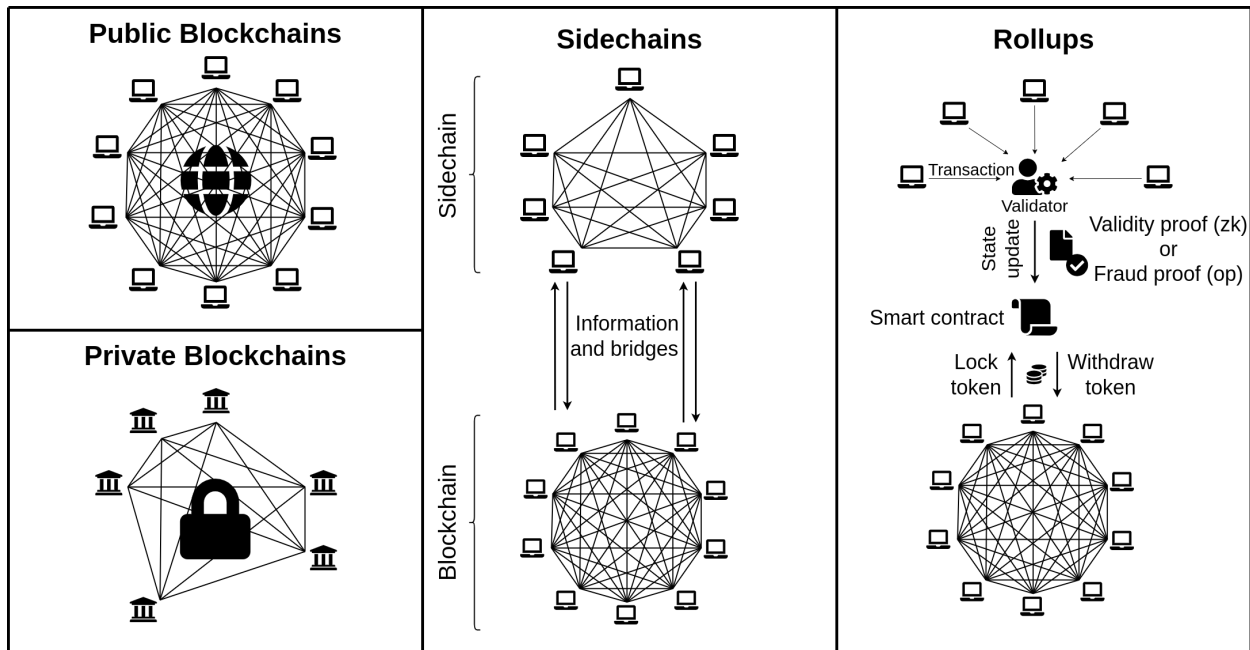 Public Blockchains
Private Blockchains
Sidechains
Sidechain
Information
and bridges
Blockchain
Rollups
Transaction
Validator
State
update
Validity proof (zk)
or
Fraud proof (op)
Smart contract
Lock
token
Withdraw
token